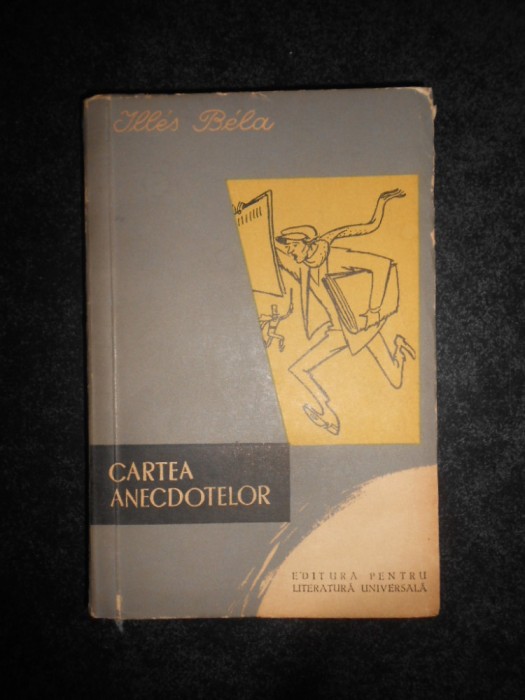 Illés Béla
CARTEA
ANECDOTELOR
EDITURA PENTRU
LITERATURĂ UNIVERSALĂ